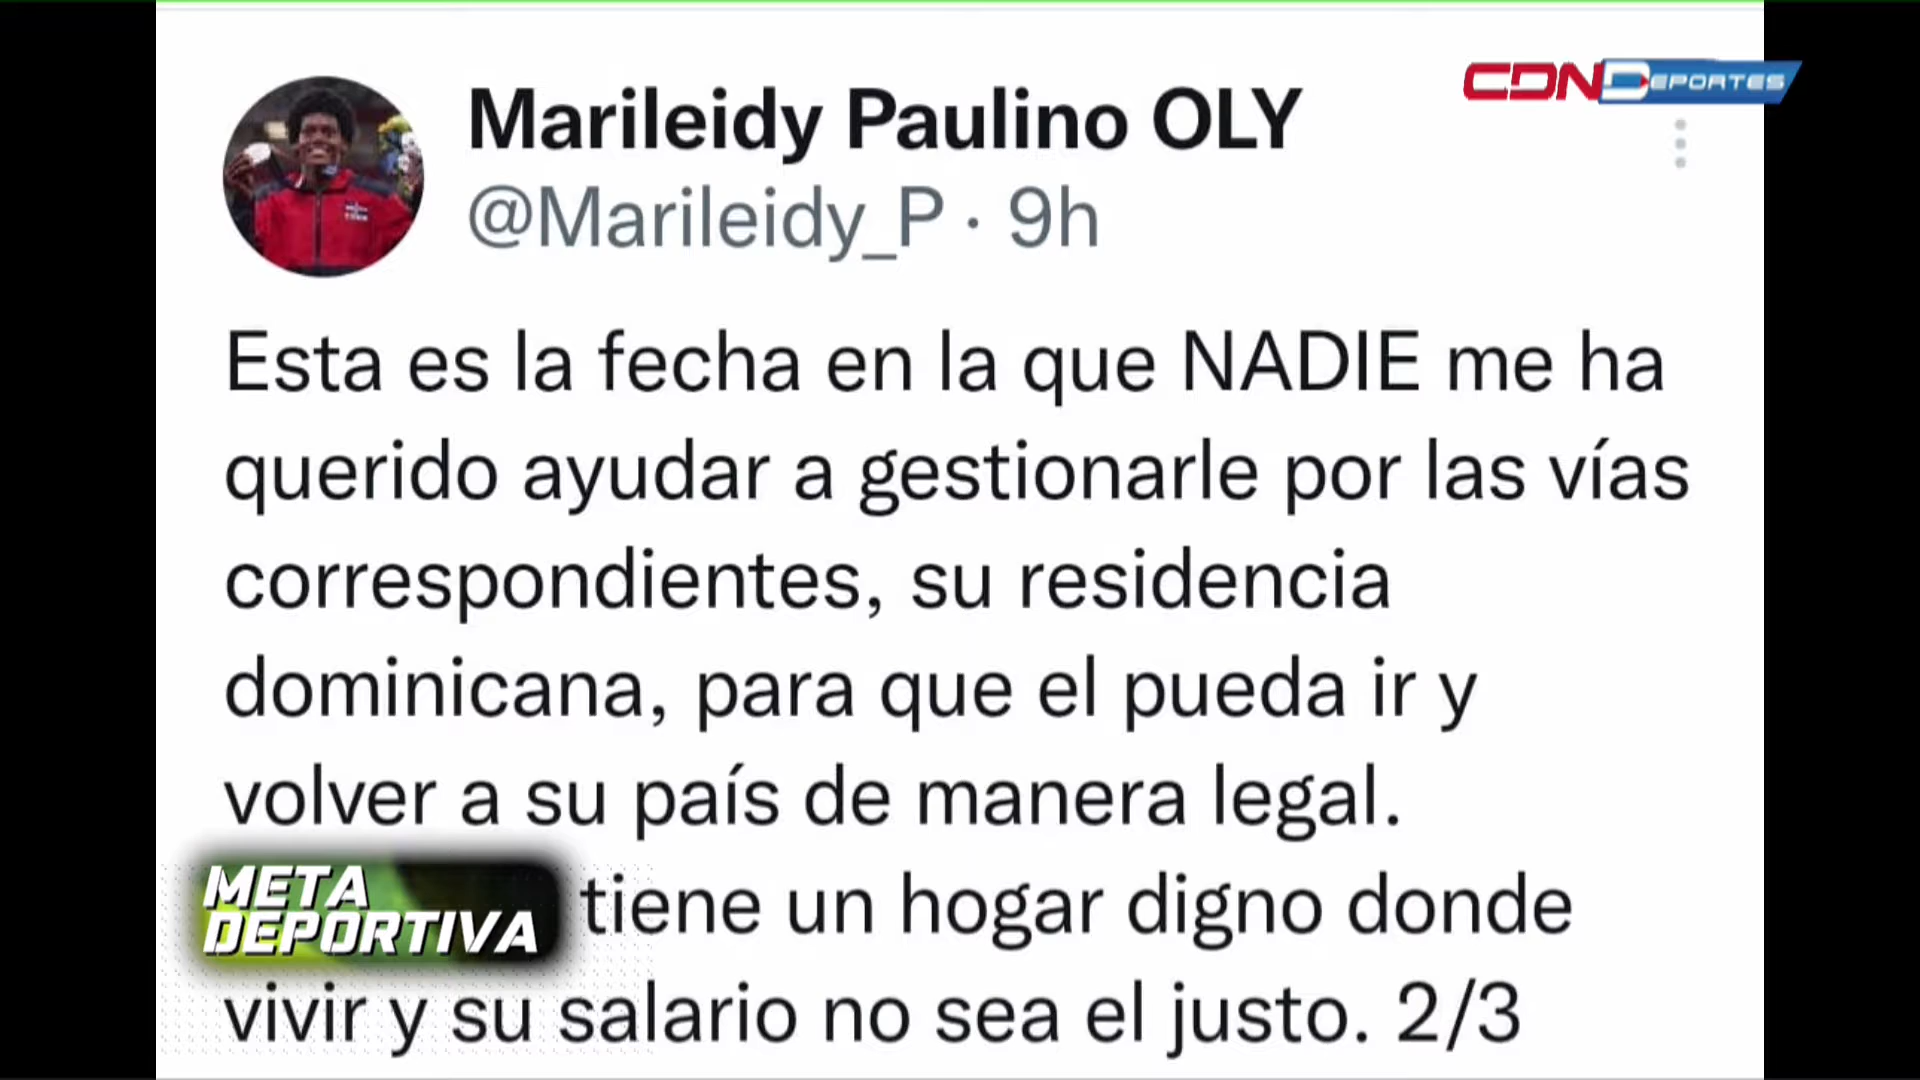 CDN DEPORTES
Marileidy Paulino OLY
@Marileidy_P · 9h
Esta es la fecha en la que NADIE me ha
querido ayudar a gestionarle por las vías
correspondientes, su residencia
dominicana, para que el pueda ir y
volver a su país de manera legal.
META
DEPORTIVA
tiene un hogar digno donde
vivir y su salario no sea el justo. 2/3